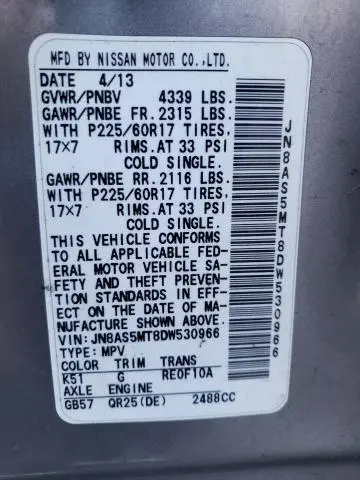 MFD BY NISSAN MOTOR CO.,LTD.
DATE 4/13
GVWR/PNBV 4339 LBS.
GAWR/PNBE FR. 2315 LBS.
WITH P225/60R17 TIRES,
17×7 RIMS.AT 33 PSI
COLD SINGLE.
GAWR/PNBE RR. 2116 LBS.
WITH P225/60R17 TIRES,
17×7 RIMS.AT 33 PSI
COLD SINGLE.
THIS VEHICLE CONFORMS
TO ALL APPLICABLE FED-
ERAL MOTOR VEHICLE SA-
FETY AND THEFT PREVEN-
TION STANDARDS IN EFF-
ECT ON THE DATE OF MA-
NUFACTURE SHOWN ABOVE.
VIN:JN8AS5MT8DW530966
TYPE:MPV
COLOR TRIM TRANS
K51 G RE0F10A
AXLE ENGINE
GB57 QR25(DE) 2488CC
JN8AS5MT8DW530966